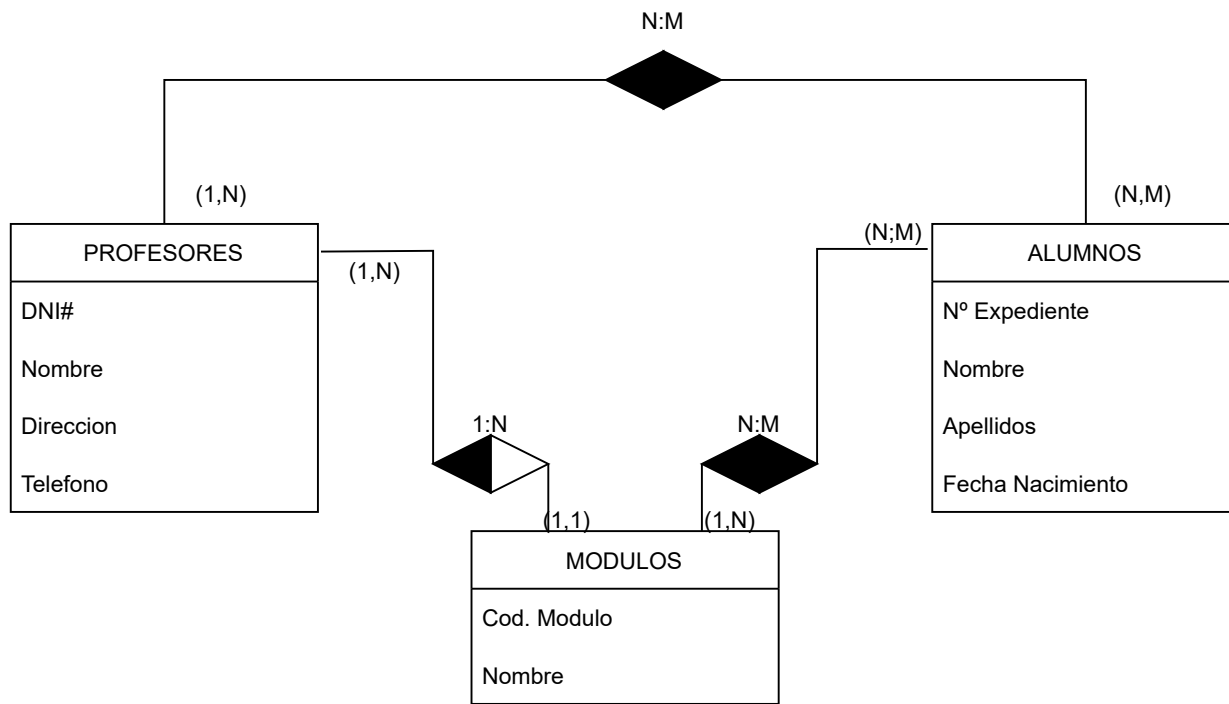 N:M
(1,N)
(N,M)
PROFESORES
DNI#
Nombre
Direccion
Telefono
(1,N)
(N;M)
ALUMNOS
Nº Expediente
Nombre
Apellidos
Fecha Nacimiento
1:N
N:M
(1,1)
(1,N)
MODULOS
Cod. Modulo
Nombre